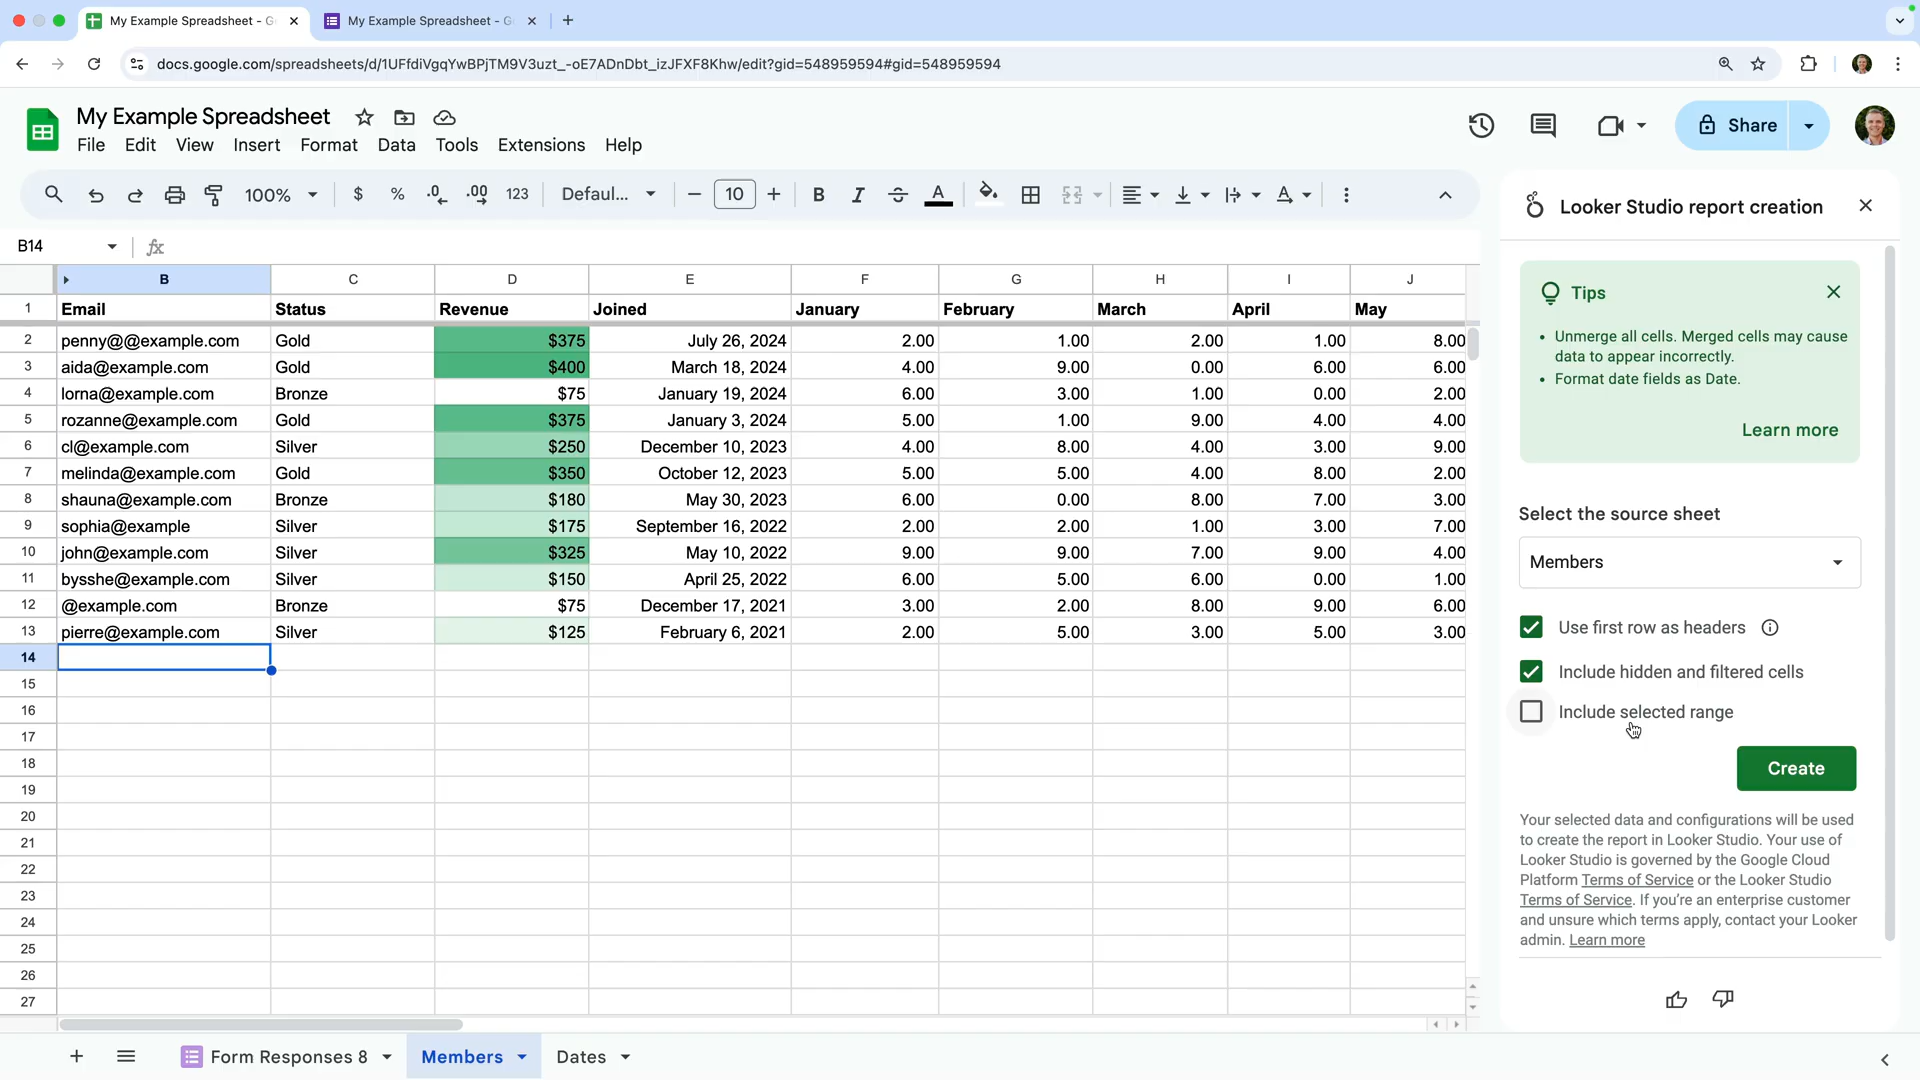 My Example Spreadsheet - G
My Example Spreadsheet - G
docs.google.com/spreadsheets/d/1UFfdiVgqYwBPjTM9V3uzt_-oE7ADnDbt_izJFXF8Khw/edit?gid=548959594#gid=548959594
My Example Spreadsheet
File Edit View Insert Format Data Tools Extensions Help
Share
100% $ % .0 .00 123 Defaul... 10 B I A
B14 fx
B C D E F G H I J
1 Email Status Revenue Joined January February March April May
2 penny@@example.com Gold $375 July 26, 2024 2.00 1.00 2.00 1.00 8.00
3 aida@example.com Gold $400 March 18, 2024 4.00 9.00 0.00 6.00 6.00
4 lorna@example.com Bronze $75 January 19, 2024 6.00 3.00 1.00 0.00 2.00
5 rozanne@example.com Gold $375 January 3, 2024 5.00 1.00 9.00 4.00 4.00
6 cl@example.com Silver $250 December 10, 2023 4.00 8.00 4.00 3.00 9.00
7 melinda@example.com Gold $350 October 12, 2023 5.00 5.00 4.00 8.00 2.00
8 shauna@example.com Bronze $180 May 30, 2023 6.00 0.00 8.00 7.00 3.00
9 sophia@example Silver $175 September 16, 2022 2.00 2.00 1.00 3.00 7.00
10 john@example.com Silver $325 May 10, 2022 9.00 9.00 7.00 9.00 4.00
11 bysshe@example.com Silver $150 April 25, 2022 6.00 5.00 6.00 0.00 1.00
12 @example.com Bronze $75 December 17, 2021 3.00 2.00 8.00 9.00 6.00
13 pierre@example.com Silver $125 February 6, 2021 2.00 5.00 3.00 5.00 3.00
14
15
16
17
18
19
20
21
22
23
24
25
26
27
Form Responses 8 Members Dates
Looker Studio report creation
Tips
• Unmerge all cells. Merged cells may cause
data to appear incorrectly.
• Format date fields as Date.
Learn more
Select the source sheet
Members
Use first row as headers
Include hidden and filtered cells
Include selected range
Create
Your selected data and configurations will be used
to create the report in Looker Studio. Your use of
Looker Studio is governed by the Google Cloud
Platform Terms of Service or the Looker Studio
Terms of Service. If you're an enterprise customer
and unsure which terms apply, contact your Looker
admin. Learn more